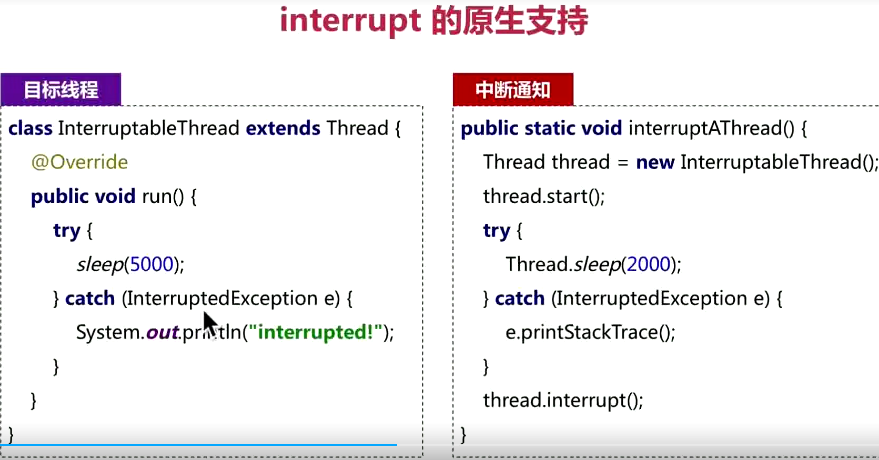 interrupt 的原生支持
目标线程
class InterruptableThread extends Thread {
@Override
public void run() {
try {
sleep(5000);
} catch (InterruptedException e) {
System.out.println("interrupted!");
}
}
}
中断通知
public static void interruptAThread() {
Thread thread = new InterruptableThread();
thread.start();
try {
Thread.sleep(2000);
} catch (InterruptedException e) {
e.printStackTrace();
}
thread.interrupt();
}